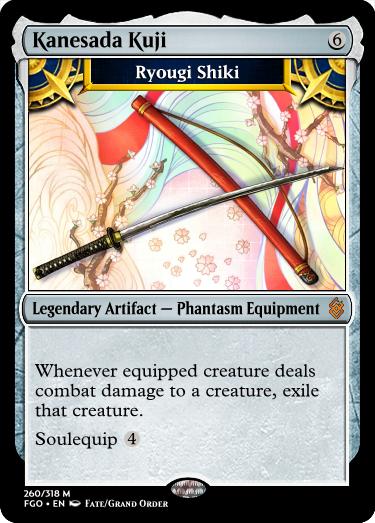 Kanesada Kuji 6
Ryougi Shiki
Legendary Artifact — Phantasm Equipment
Whenever equipped creature deals
combat damage to a creature, exile
that creature.
Soulequip 4
260/318 M
FGO • EN Fate/Grand Order